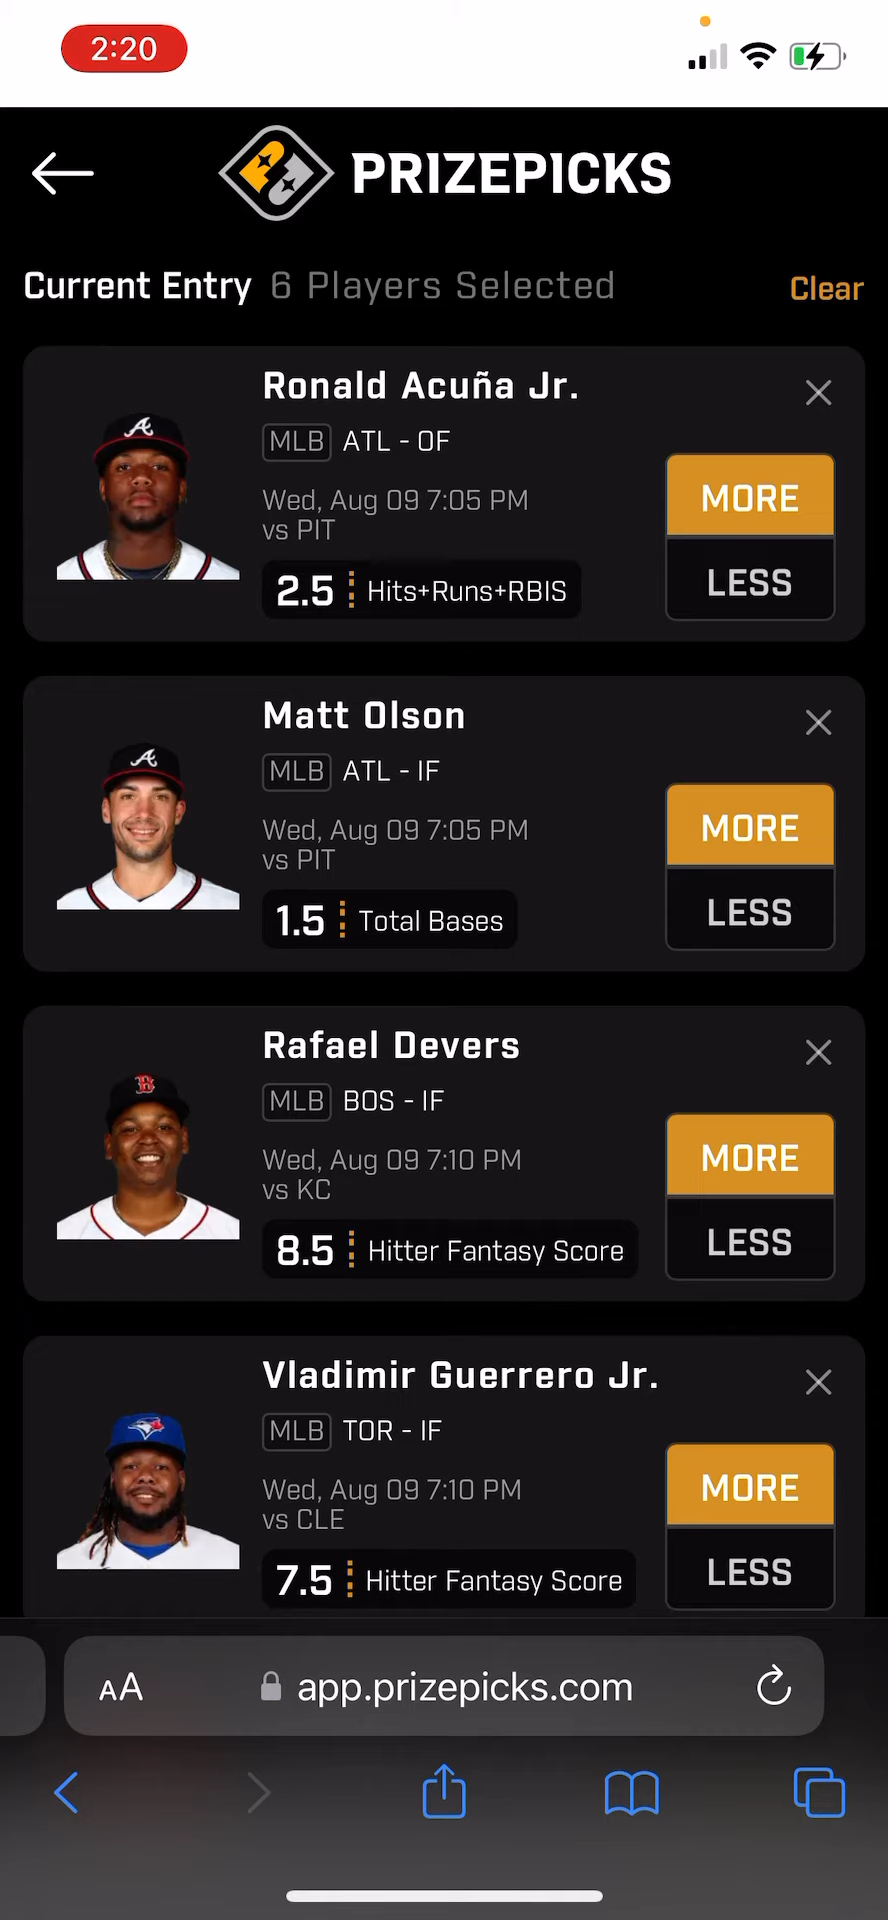 2:20
PRIZEPICKS
Current Entry 6 Players Selected Clear
Ronald Acuña Jr.
MLB ATL - OF
Wed, Aug 09 7:05 PM
vs PIT
2.5 Hits+Runs+RBIS
MORE
LESS
Matt Olson
MLB ATL - IF
Wed, Aug 09 7:05 PM
vs PIT
1.5 Total Bases
MORE
LESS
Rafael Devers
MLB BOS - IF
Wed, Aug 09 7:10 PM
vs KC
8.5 Hitter Fantasy Score
MORE
LESS
Vladimir Guerrero Jr.
MLB TOR - IF
Wed, Aug 09 7:10 PM
vs CLE
7.5 Hitter Fantasy Score
MORE
LESS
AA app.prizepicks.com